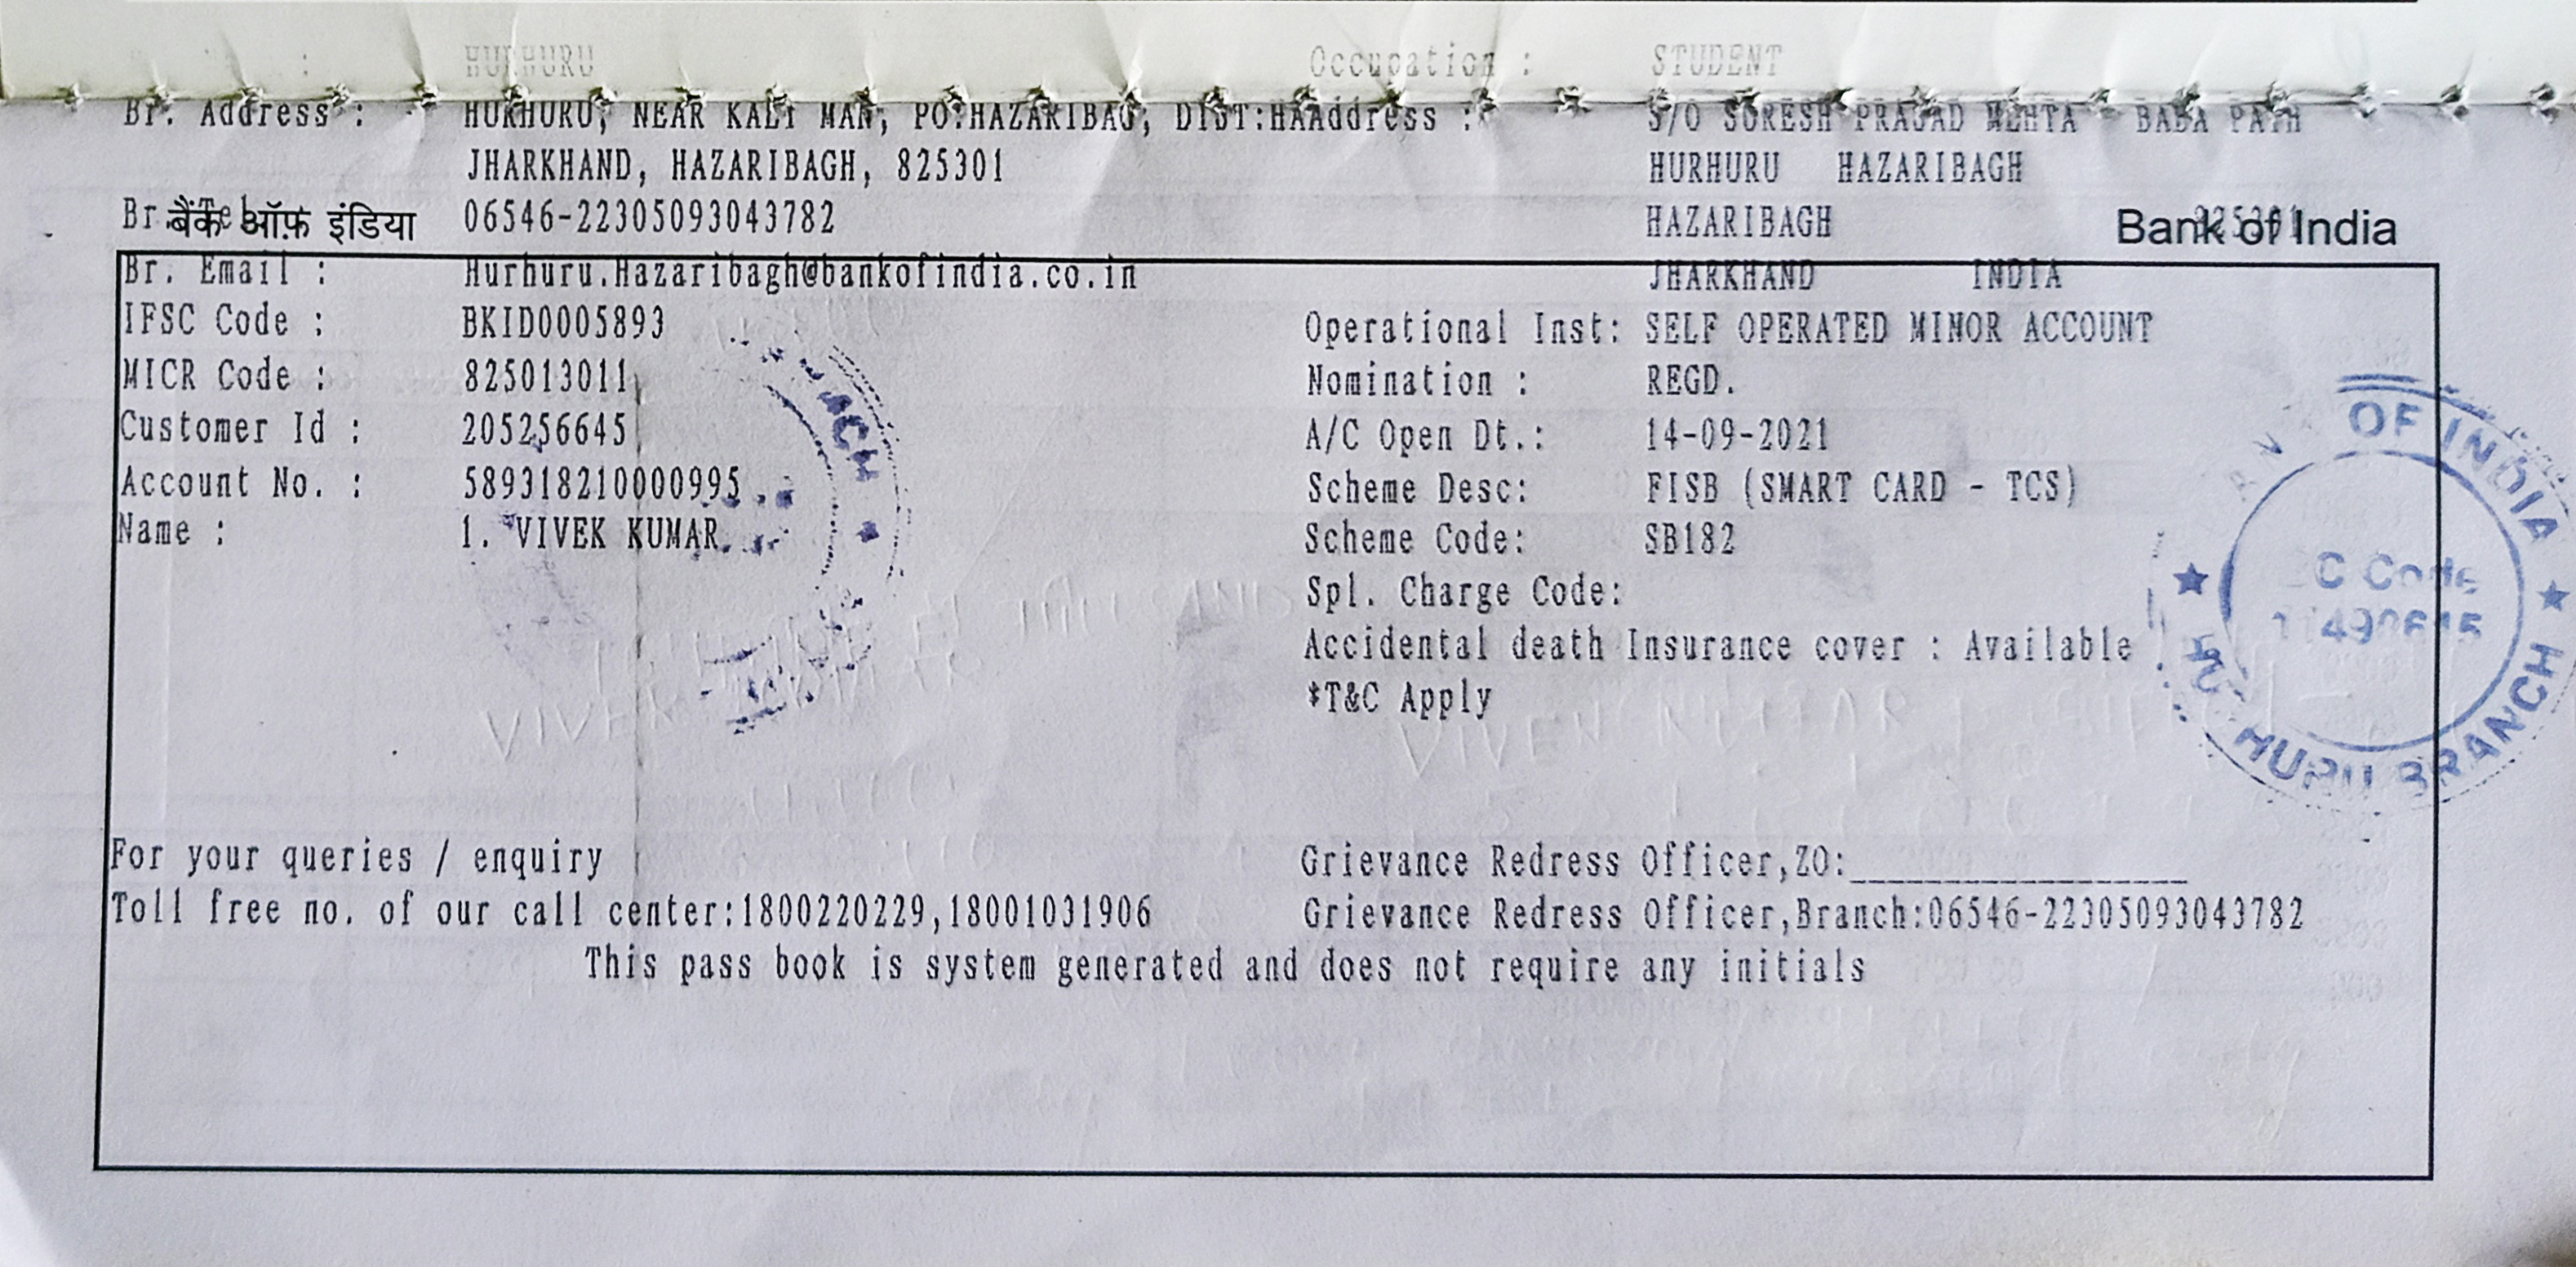 HURHURU Occupation : STUDENT
Br. Address : HURHURU, NEAR KALI MAN, PO:HAZARIBAG, DIST:HAAddress : S/O SURESH PRASAD MEHTA BABA PATH
JHARKHAND, HAZARIBAGH, 825301 HURHURU HAZARIBAGH
Br. Tel 06546-22305093043782 HAZARIBAGH
बैंक ऑफ़ इंडिया Bank of India
Br. Email : Hurhuru.Hazaribagh@bankofindia.co.in JHARKHAND INDIA
IFSC Code : BKID0005893 Operational Inst: SELF OPERATED MINOR ACCOUNT
MICR Code : 825013011 Nomination : REGD.
Customer Id : 205256645 A/C Open Dt.: 14-09-2021
Account No. : 589318210000995 Scheme Desc: FISB (SMART CARD - TCS)
Name : 1. VIVEK KUMAR Scheme Code: SB182
Spl. Charge Code:
Accidental death Insurance cover : Available
*T&C Apply
OF INDIA
C Code
HURU BRANCH
For your queries / enquiry Grievance Redress Officer,ZO:_________________
Toll free no. of our call center:1800220229,18001031906 Grievance Redress Officer,Branch:06546-22305093043782
This pass book is system generated and does not require any initials